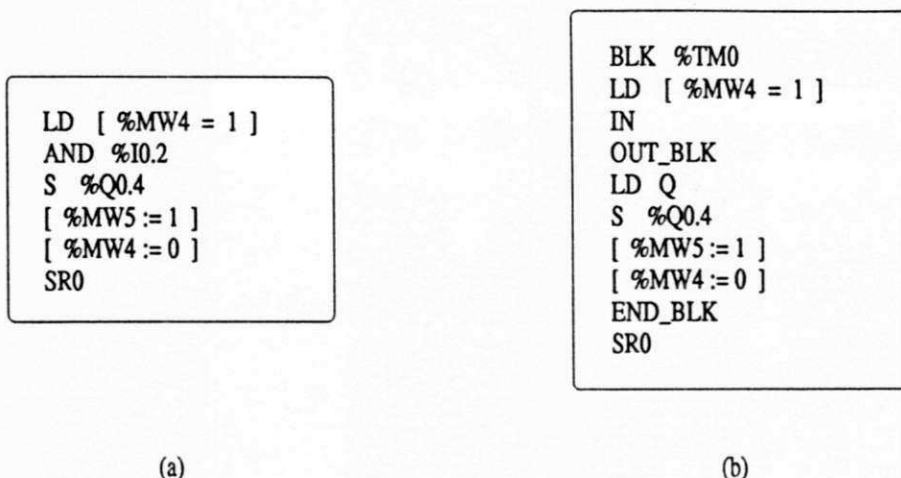 LD [ %MW4 = 1 ]
AND %I0.2
S %Q0.4
[ %MW5 := 1 ]
[ %MW4 := 0 ]
SR0
(a)
BLK %TM0
LD [ %MW4 = 1 ]
IN
OUT_BLK
LD Q
S %Q0.4
[ %MW5 := 1 ]
[ %MW4 := 0 ]
END_BLK
SR0
(b)